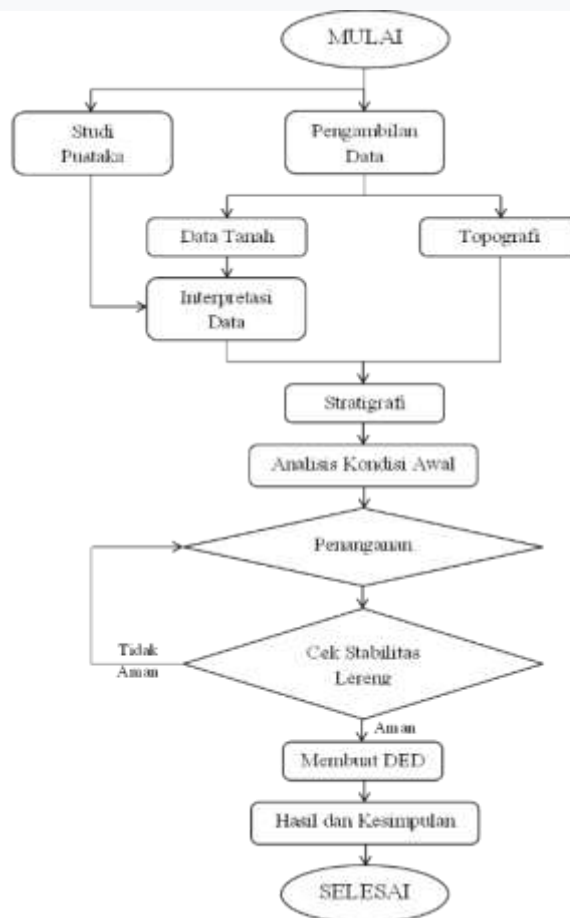 MULAI
Studi
Pustaka
Pengambilan
Data
Data Tanah
Topografi
Interpretasi
Data
Stratigrafi
Analisis Kondisi Awal
Penanganan
Cek Stabilitas
Lereng
Tidak
Aman
Aman
Membuat DED
Hasil dan Kesimpulan
SELESAI